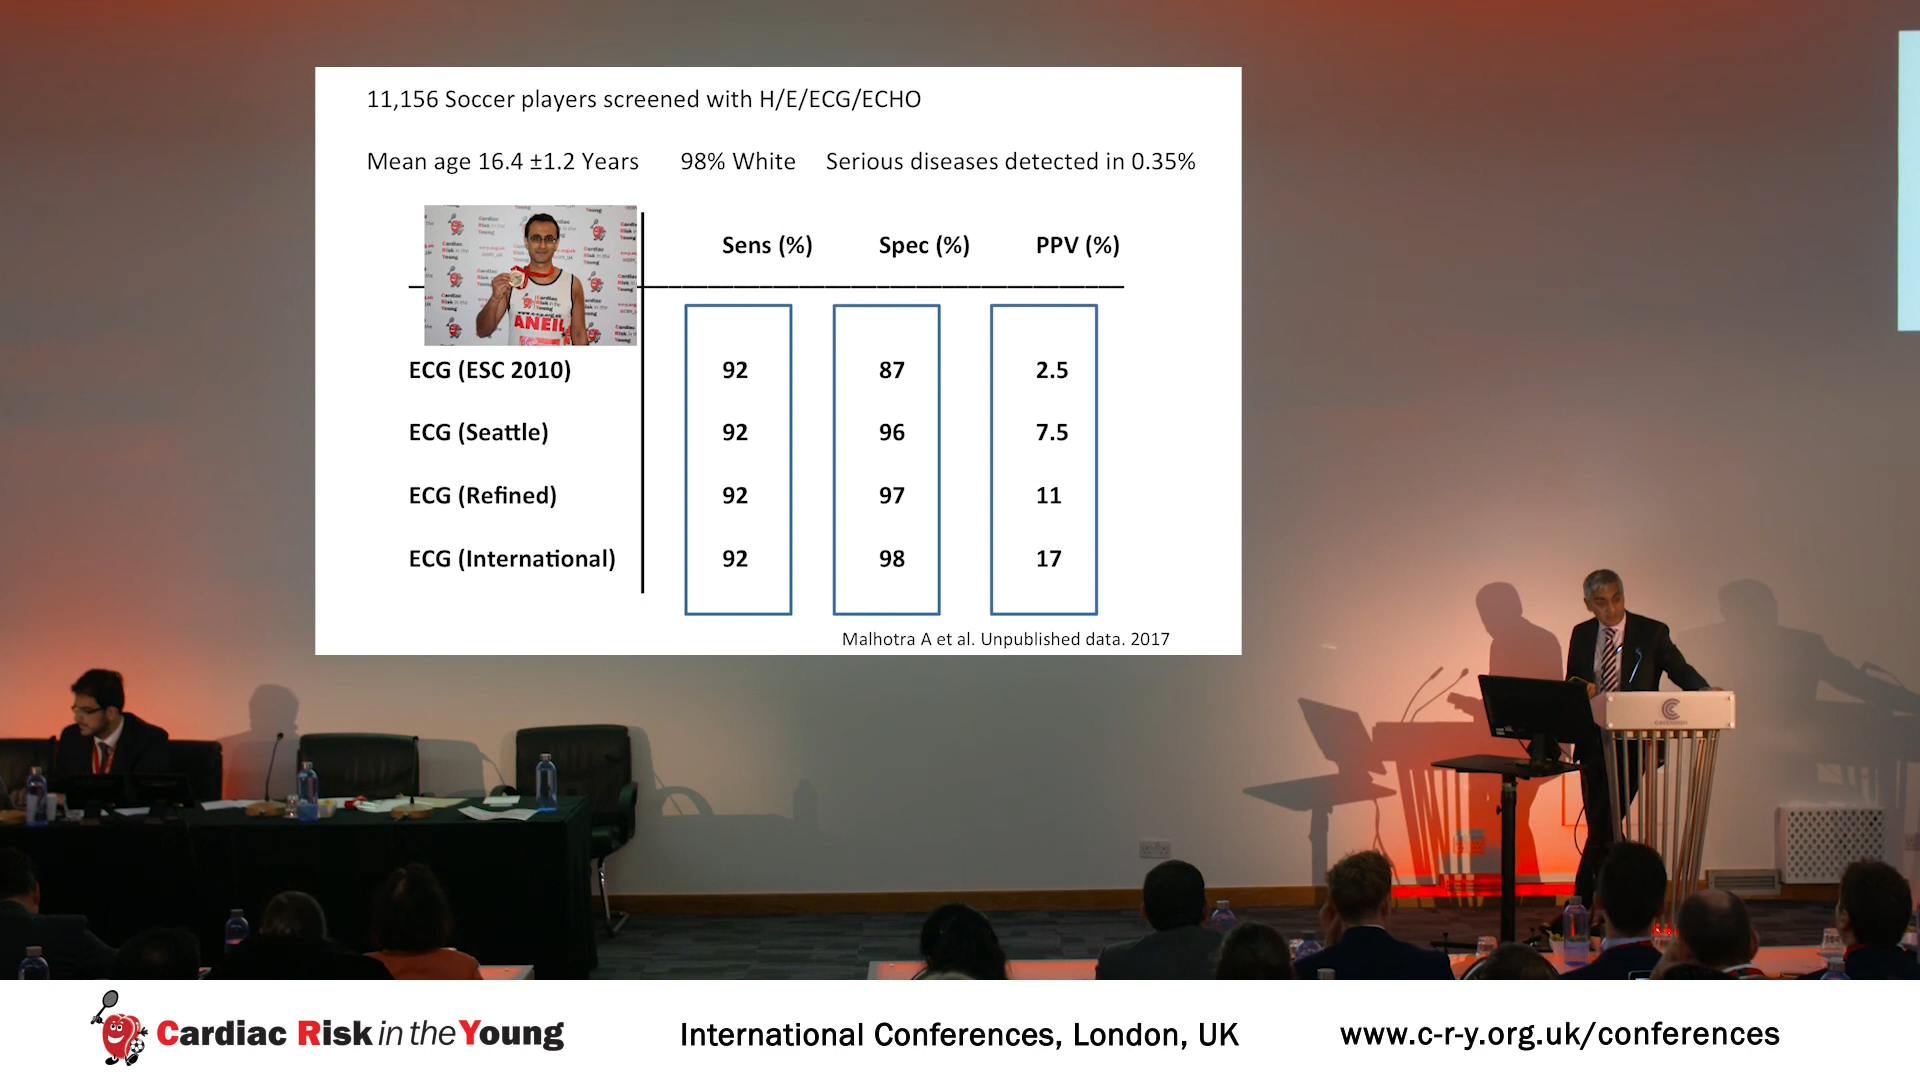 11,156 Soccer players screened with H/E/ECG/ECHO
Mean age 16.4 ±1.2 Years 98% White Serious diseases detected in 0.35%
Sens (%) Spec (%) PPV (%)
ANEIL
ECG (ESC 2010) 92 87 2.5
ECG (Seattle) 92 96 7.5
ECG (Refined) 92 97 11
ECG (International) 92 98 17
Malhotra A et al. Unpublished data. 2017
CAVENDISH
Cardiac Risk in the Young
International Conferences, London, UK
www.c-r-y.org.uk/conferences